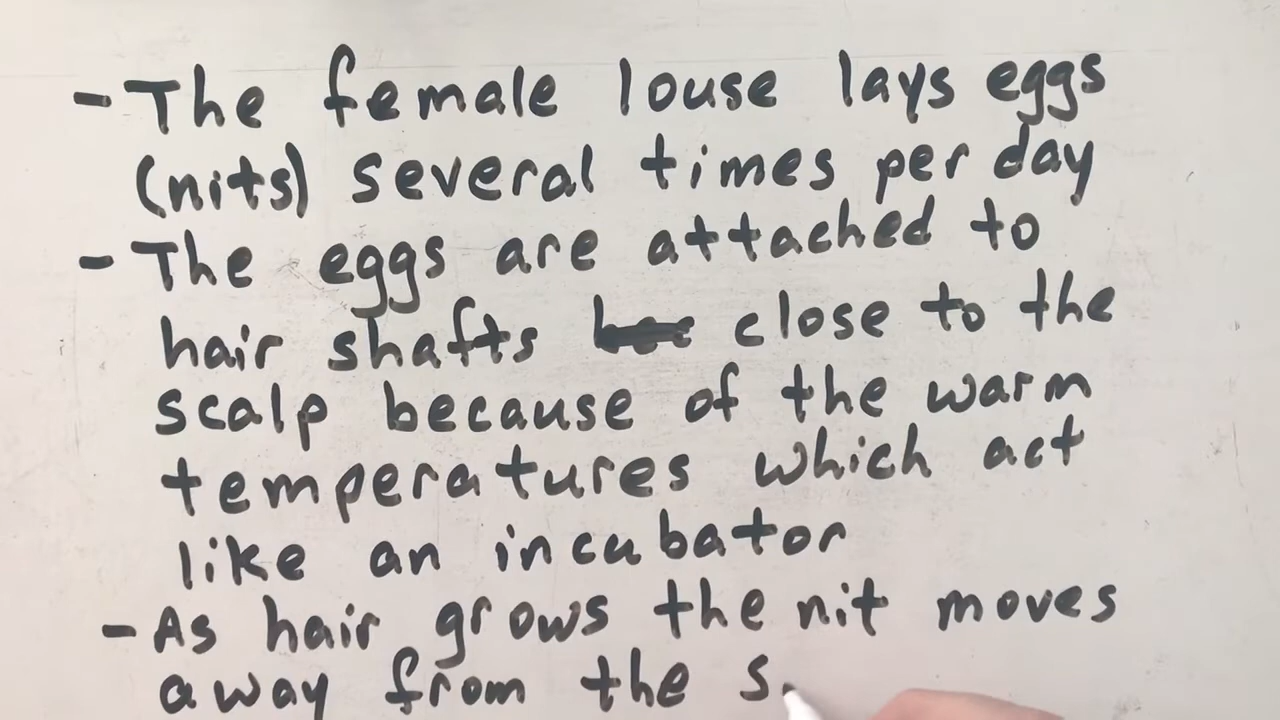 - The female louse lays eggs
(nits) several times per day
- The eggs are attached to
hair shafts close to the
scalp because of the warm
temperatures which act
like an incubator
- As hair grows the nit moves
away from the s